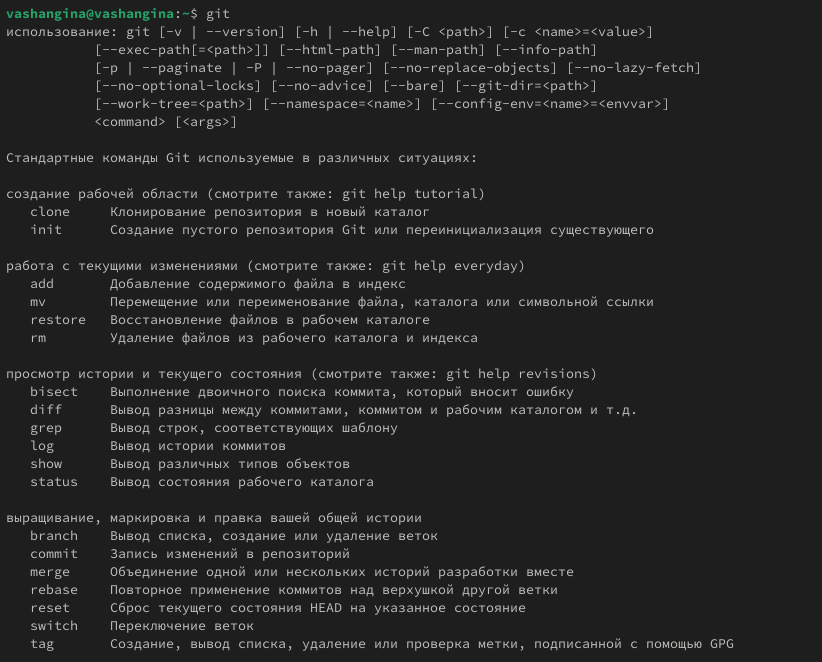 vashangina@vashangina:~$ git
использование: git [-v | --version] [-h | --help] [-C <path>] [-c <name>=<value>]
           [--exec-path[=<path>]] [--html-path] [--man-path] [--info-path]
           [-p | --paginate | -P | --no-pager] [--no-replace-objects] [--no-lazy-fetch]
           [--no-optional-locks] [--no-advice] [--bare] [--git-dir=<path>]
           [--work-tree=<path>] [--namespace=<name>] [--config-env=<name>=<envvar>]
           <command> [<args>]

Стандартные команды Git используемые в различных ситуациях:

создание рабочей области (смотрите также: git help tutorial)
   clone     Клонирование репозитория в новый каталог
   init      Создание пустого репозитория Git или переинициализация существующего

работа с текущими изменениями (смотрите также: git help everyday)
   add       Добавление содержимого файла в индекс
   mv        Перемещение или переименование файла, каталога или символьной ссылки
   restore   Восстановление файлов в рабочем каталоге
   rm        Удаление файлов из рабочего каталога и индекса

просмотр истории и текущего состояния (смотрите также: git help revisions)
   bisect    Выполнение двоичного поиска коммита, который вносит ошибку
   diff      Вывод разницы между коммитами, коммитом и рабочим каталогом и т.д.
   grep      Вывод строк, соответствующих шаблону
   log       Вывод истории коммитов
   show      Вывод различных типов объектов
   status    Вывод состояния рабочего каталога

выращивание, маркировка и правка вашей общей истории
   branch    Вывод списка, создание или удаление веток
   commit    Запись изменений в репозиторий
   merge     Объединение одной или нескольких историй разработки вместе
   rebase    Повторное применение коммитов над верхушкой другой ветки
   reset     Сброс текущего состояния HEAD на указанное состояние
   switch    Переключение веток
   tag       Создание, вывод списка, удаление или проверка метки, подписанной с помощью GPG